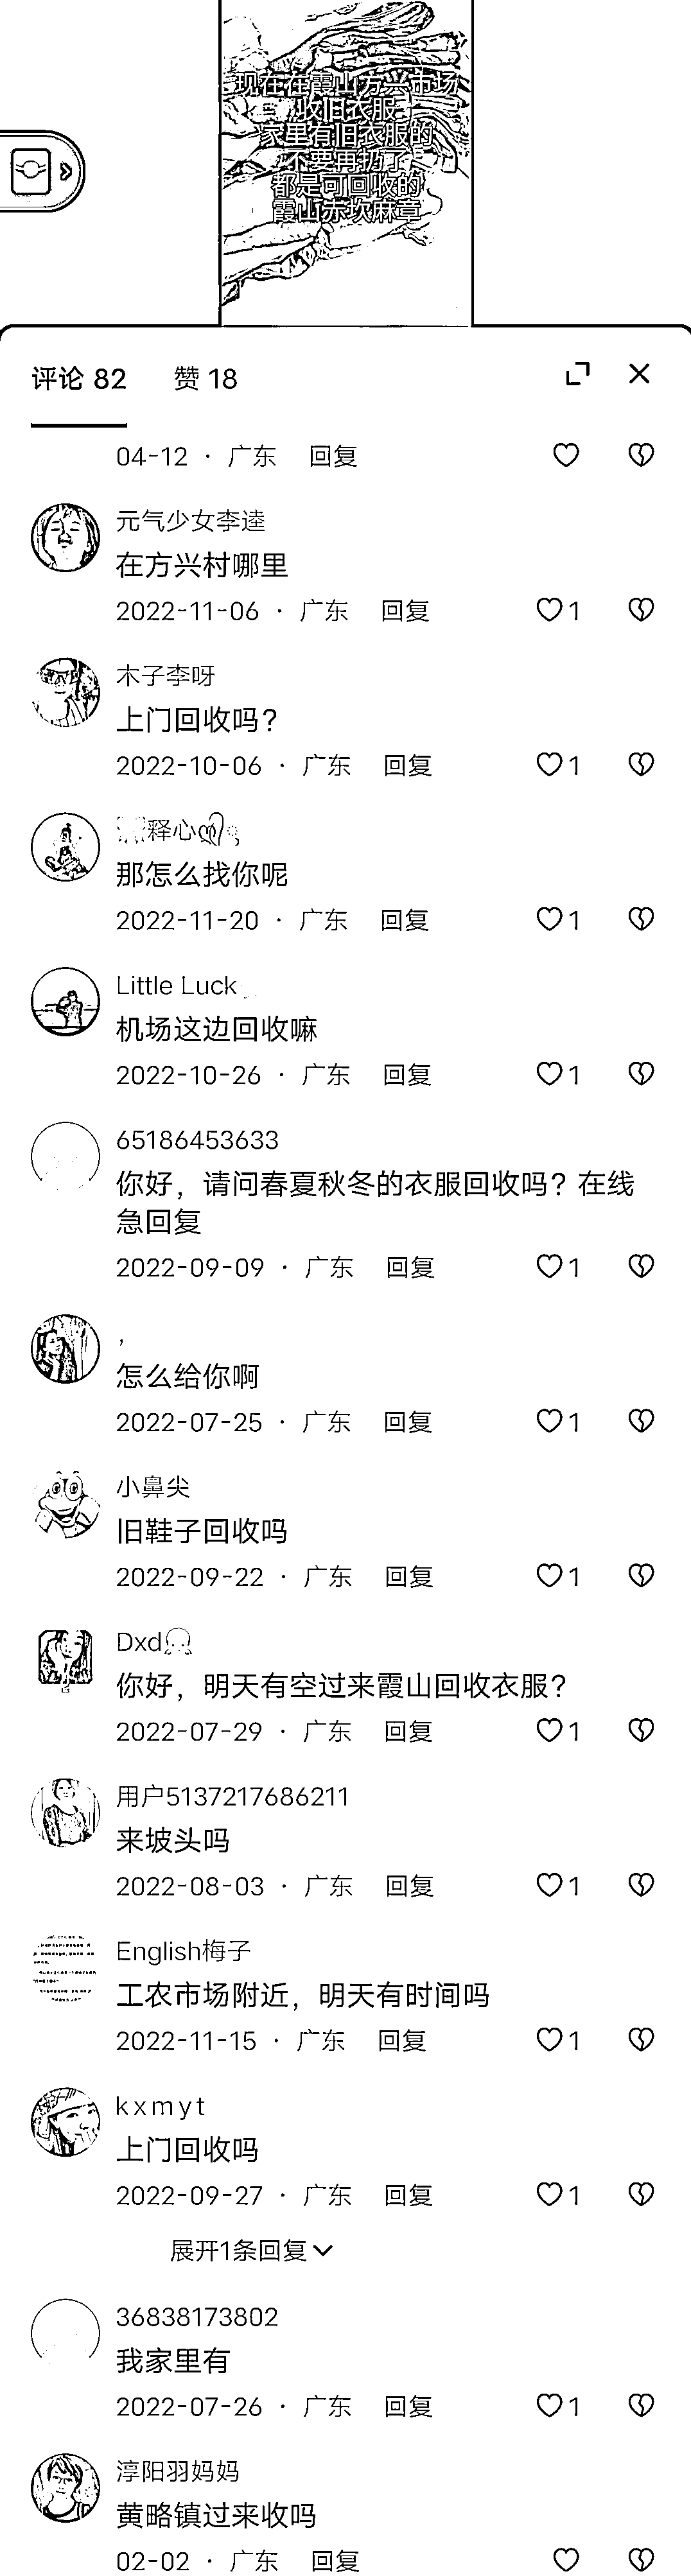 现在在霞山方兴市场
收旧衣服
家里有旧衣服的
不要再扔了
都是可回收的
霞山赤坎麻章
评论 82
赞 18
04-12 · 广东 回复
元气少女李逵
在方兴村哪里
2022-11-06 · 广东 回复
1
木子李呀
上门回收吗?
2022-10-06 · 广东 回复
1
释心
那怎么找你呢
2022-11-20 · 广东 回复
1
Little Luck
机场这边回收嘛
2022-10-26 · 广东 回复
1
65186453633
你好，请问春夏秋冬的衣服回收吗？在线
急回复
2022-09-09 · 广东 回复
1
，
怎么给你啊
2022-07-25 · 广东 回复
1
小鼻尖
旧鞋子回收吗
2022-09-22 · 广东 回复
1
Dxd
你好，明天有空过来霞山回收衣服?
2022-07-29 · 广东 回复
1
用户5137217686211
来坡头吗
2022-08-03 · 广东 回复
1
English梅子
工农市场附近，明天有时间吗
2022-11-15 · 广东 回复
1
kxmyt
上门回收吗
2022-09-27 · 广东 回复
1
展开1条回复
36838173802
我家里有
2022-07-26 · 广东 回复
1
淳阳羽妈妈
黄略镇过来收吗
02-02 · 广东 回复